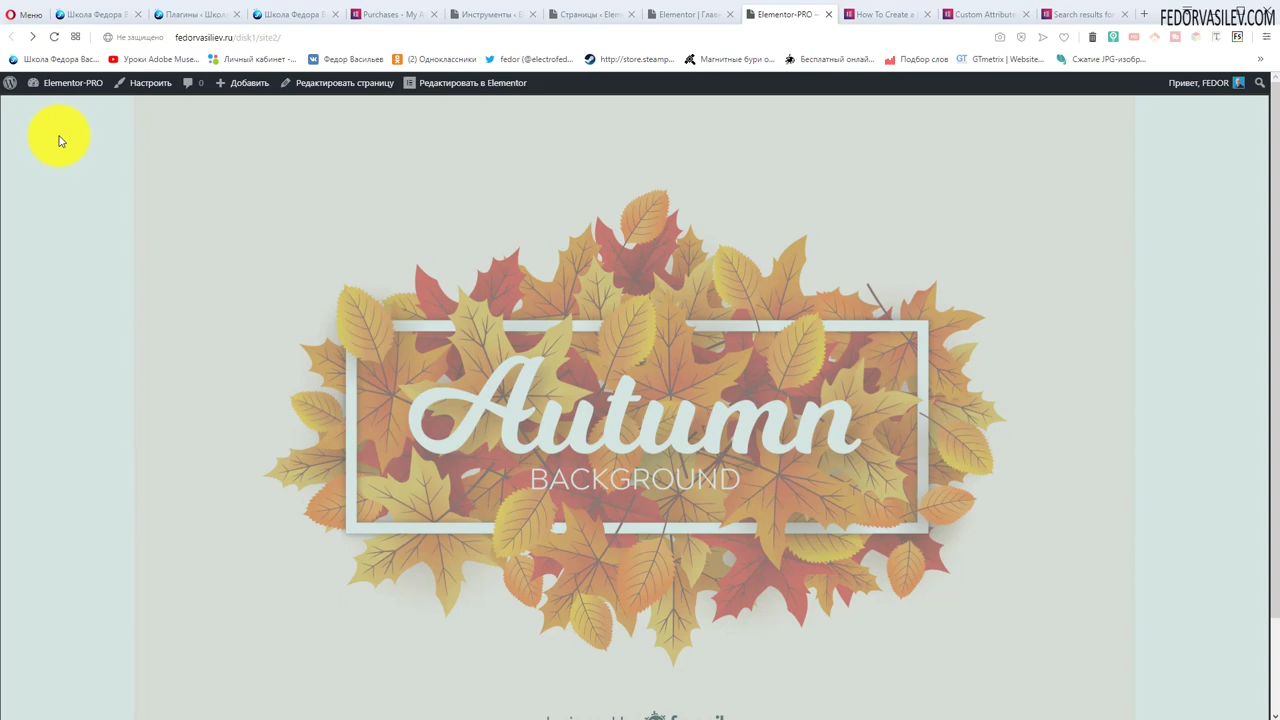 Меню
Школа Федора В
Плагины ‹ Школ
Школа Федора В
Purchases - My A
Инструменты ‹ E
Страницы ‹ Elem
Elementor | Глав
Elementor-PRO –
How To Create a
Custom Attribute
Search results for
FEDORVASILEV.COM
Не защищено
fedorvasiliev.ru/disk1/site2/
Школа Федора Вас...
Уроки Adobe Muse...
Личный кабинет -...
Федор Васильев
(2) Одноклассники
fedor (@electrofed...
http://store.steamp...
Магнитные бури о...
Бесплатный онлай...
Подбор слов
GTmetrix | Website...
Сжатие JPG-изобр...
Elementor-PRO
Настроить
0
Добавить
Редактировать страницу
Редактировать в Elementor
Привет, FEDOR
Autumn
BACKGROUND